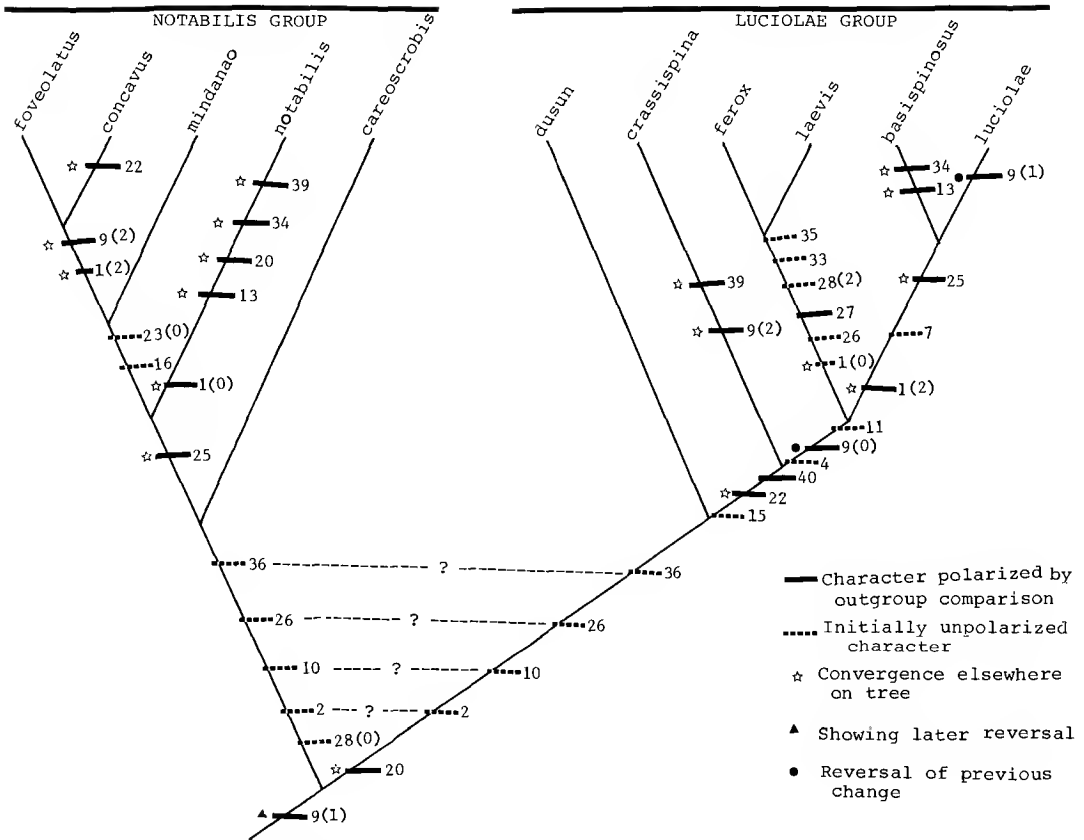 NOTABILIS GROUP
LUCIOLAE GROUP
foveolatus
concavus
mindanao
notabilis
careoscrobis
dusun
crassispina
ferox
laevis
basispinosus
luciolae
☆ 22
☆ 39
☆ 34
● 9(1)
☆ 13
☆ 34
☆ 9(2)
35
☆ 20
33
☆ 1(2)
☆ 39
28(2)
☆ 25
☆ 13
27
23(0)
☆ 9(2)
26
7
16
☆ 1(0)
☆ 1(0)
☆ 1(2)
11
☆ 25
● 9(0)
4
40
☆ 22
15
36 ? 36
26 ? 26
10 ? 10
2 ? 2
28(0)
☆ 20
▲ 9(1)
Character polarized by
outgroup comparison
Initially unpolarized
character
☆ Convergence elsewhere
on tree
▲ Showing later reversal
● Reversal of previous
change